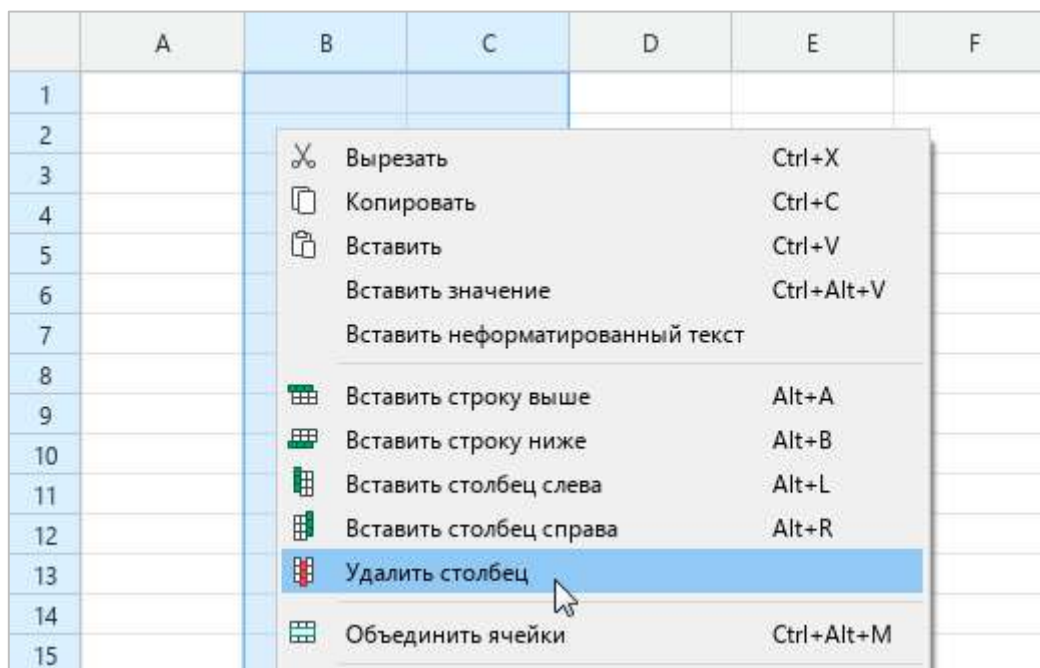 A B C D E F
1
2
Вырезать Ctrl+X
3
Копировать Ctrl+C
4
5
Вставить Ctrl+V
6
Вставить значение Ctrl+Alt+V
7
Вставить неформатированный текст
8
Вставить строку выше Alt+A
9
Вставить строку ниже Alt+B
10
11
Вставить столбец слева Alt+L
12
Вставить столбец справа Alt+R
13
Удалить столбец
14
Объединить ячейки Ctrl+Alt+M
15